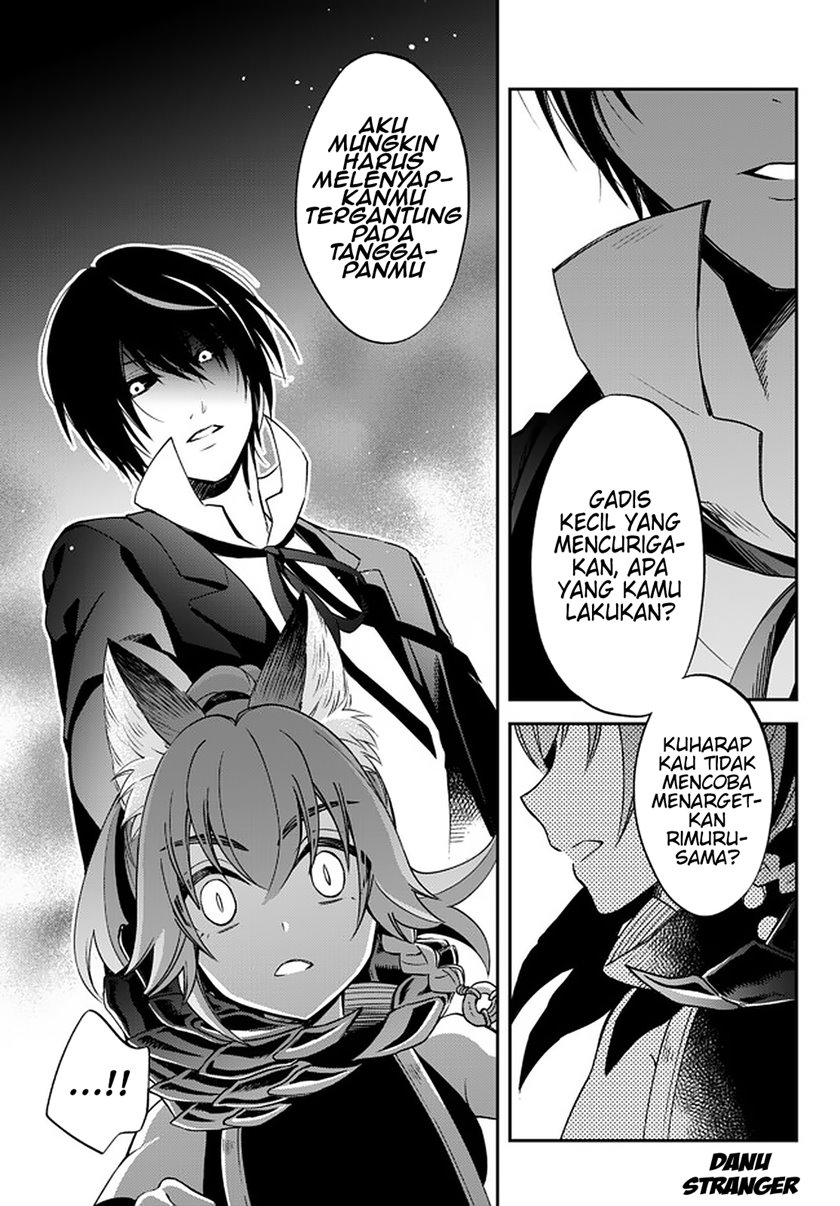 GADIS
KECIL YANG
MENCURIGA-
KAN, APA
YANG KAMU
LAKUKAN?
KUHARAP
KAU TIDAK
MENCOBA
MENARGET-
KAN
RIMURU-
SAMA?
AKU
MUNGKIN
HARUS
MELENYAP-
KANMU
TERGANTUNG
PADA
TANGGA-
PANMU
...!!
DANU
STRANGER